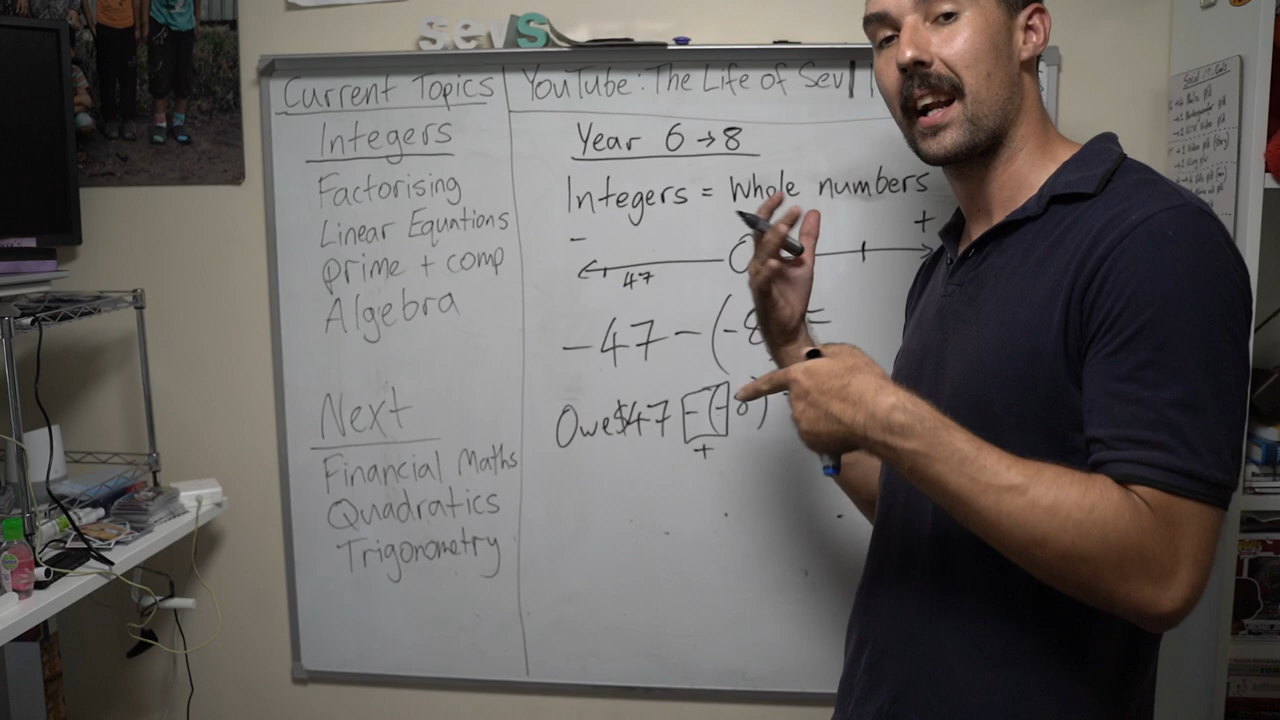 sevs
Current Topics
Integers
Factorising
Linear Equations
prime + comp
Algebra
Next
Financial Maths
Quadratics
Trigonometry
YouTube: The Life of Sev
Year 6 → 8
Integers = Whole numbers
- +
0
47
-47-(-8 =
Owe $47 -(-8)
+